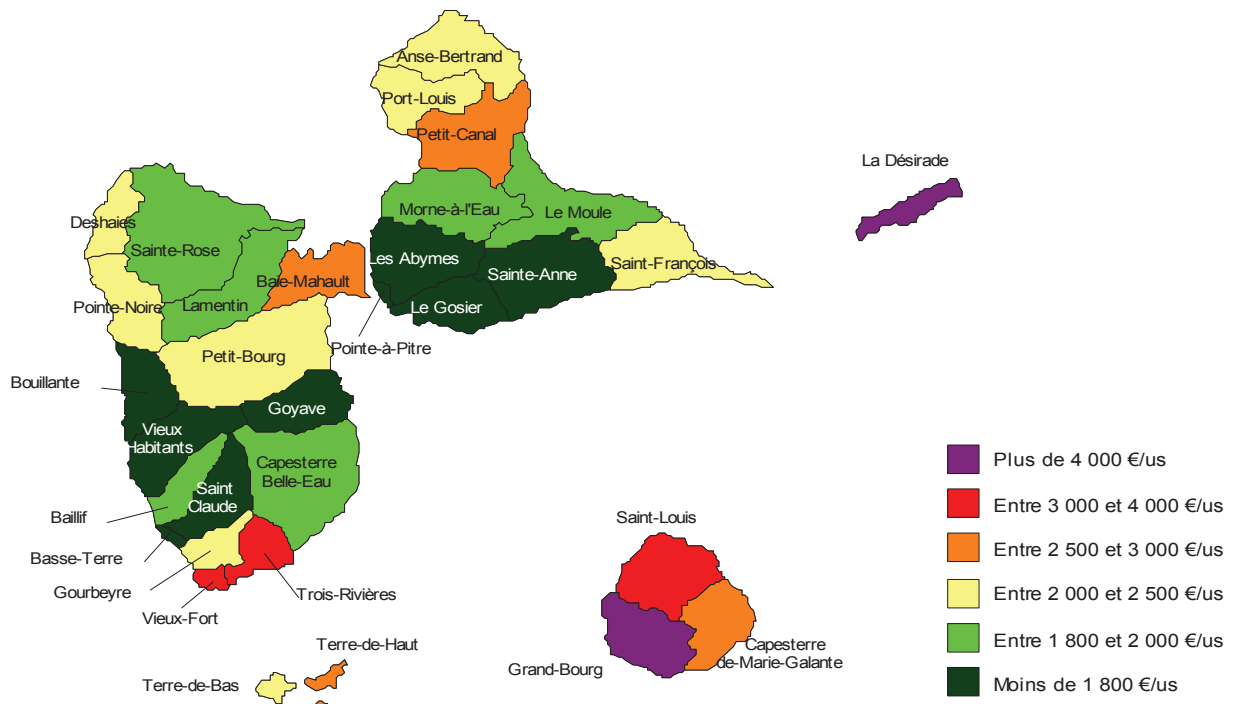 Anse-Bertrand
Port-Louis
Petit-Canal
La Désirade
Morne-à-l'Eau
Le Moule
Deshaies
Sainte-Rose
Les Abymes
Sainte-Anne
Saint-François
Baie-Mahault
Pointe-Noire
Lamentin
Le Gosier
Petit-Bourg
Pointe-à-Pitre
Bouillante
Goyave
Vieux
Habitants
Capesterre
Belle-Eau
Saint
Claude
Baillif
Basse-Terre
Gourbeyre
Trois-Rivières
Vieux-Fort
Terre-de-Haut
Terre-de-Bas
Saint-Louis
Capesterre
de-Marie-Galante
Grand-Bourg
Plus de 4 000 €/us
Entre 3 000 et 4 000 €/us
Entre 2 500 et 3 000 €/us
Entre 2 000 et 2 500 €/us
Entre 1 800 et 2 000 €/us
Moins de 1 800 €/us